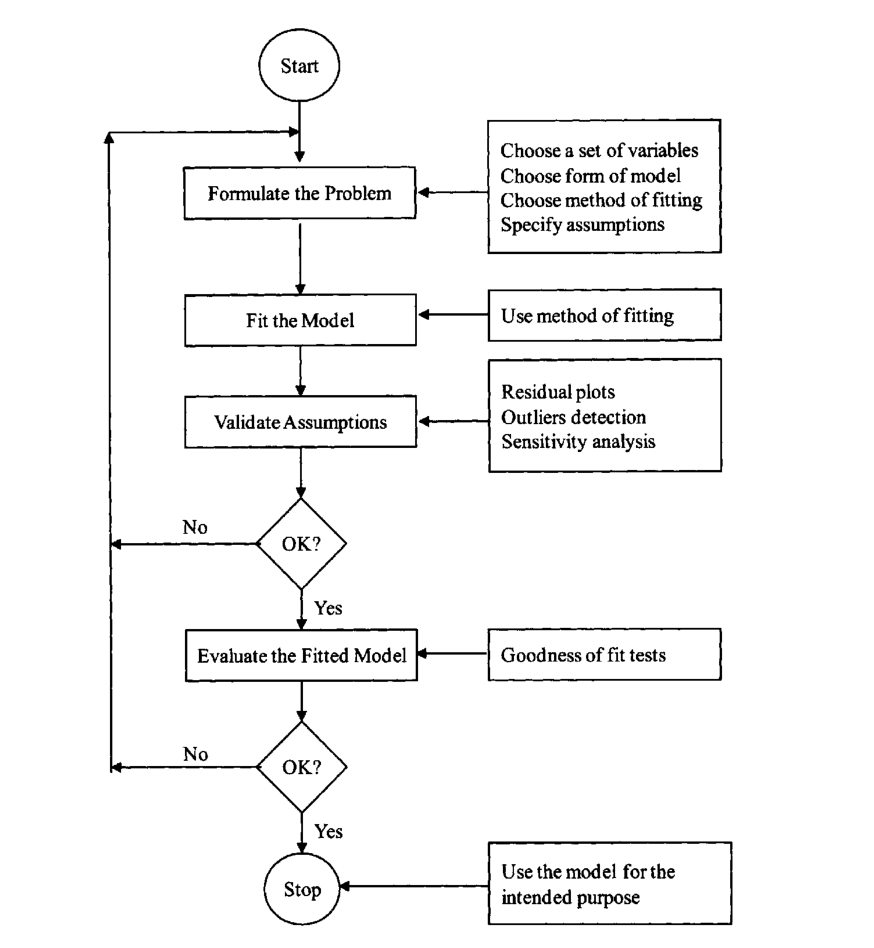 Start
Formulate the Problem
Choose a set of variables
Choose form of model
Choose method of fitting
Specify assumptions
Fit the Model
Use method of fitting
Validate Assumptions
Residual plots
Outliers detection
Sensitivity analysis
No
OK?
Yes
Evaluate the Fitted Model
Goodness of fit tests
No
OK?
Yes
Stop
Use the model for the
intended purpose